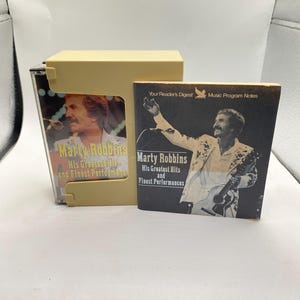 Marty Robbins
His Greatest Hits
and Finest Performances
Your Reader's Digest Music Program Notes
Marty Robbins
His Greatest Hits
and
Finest Performances